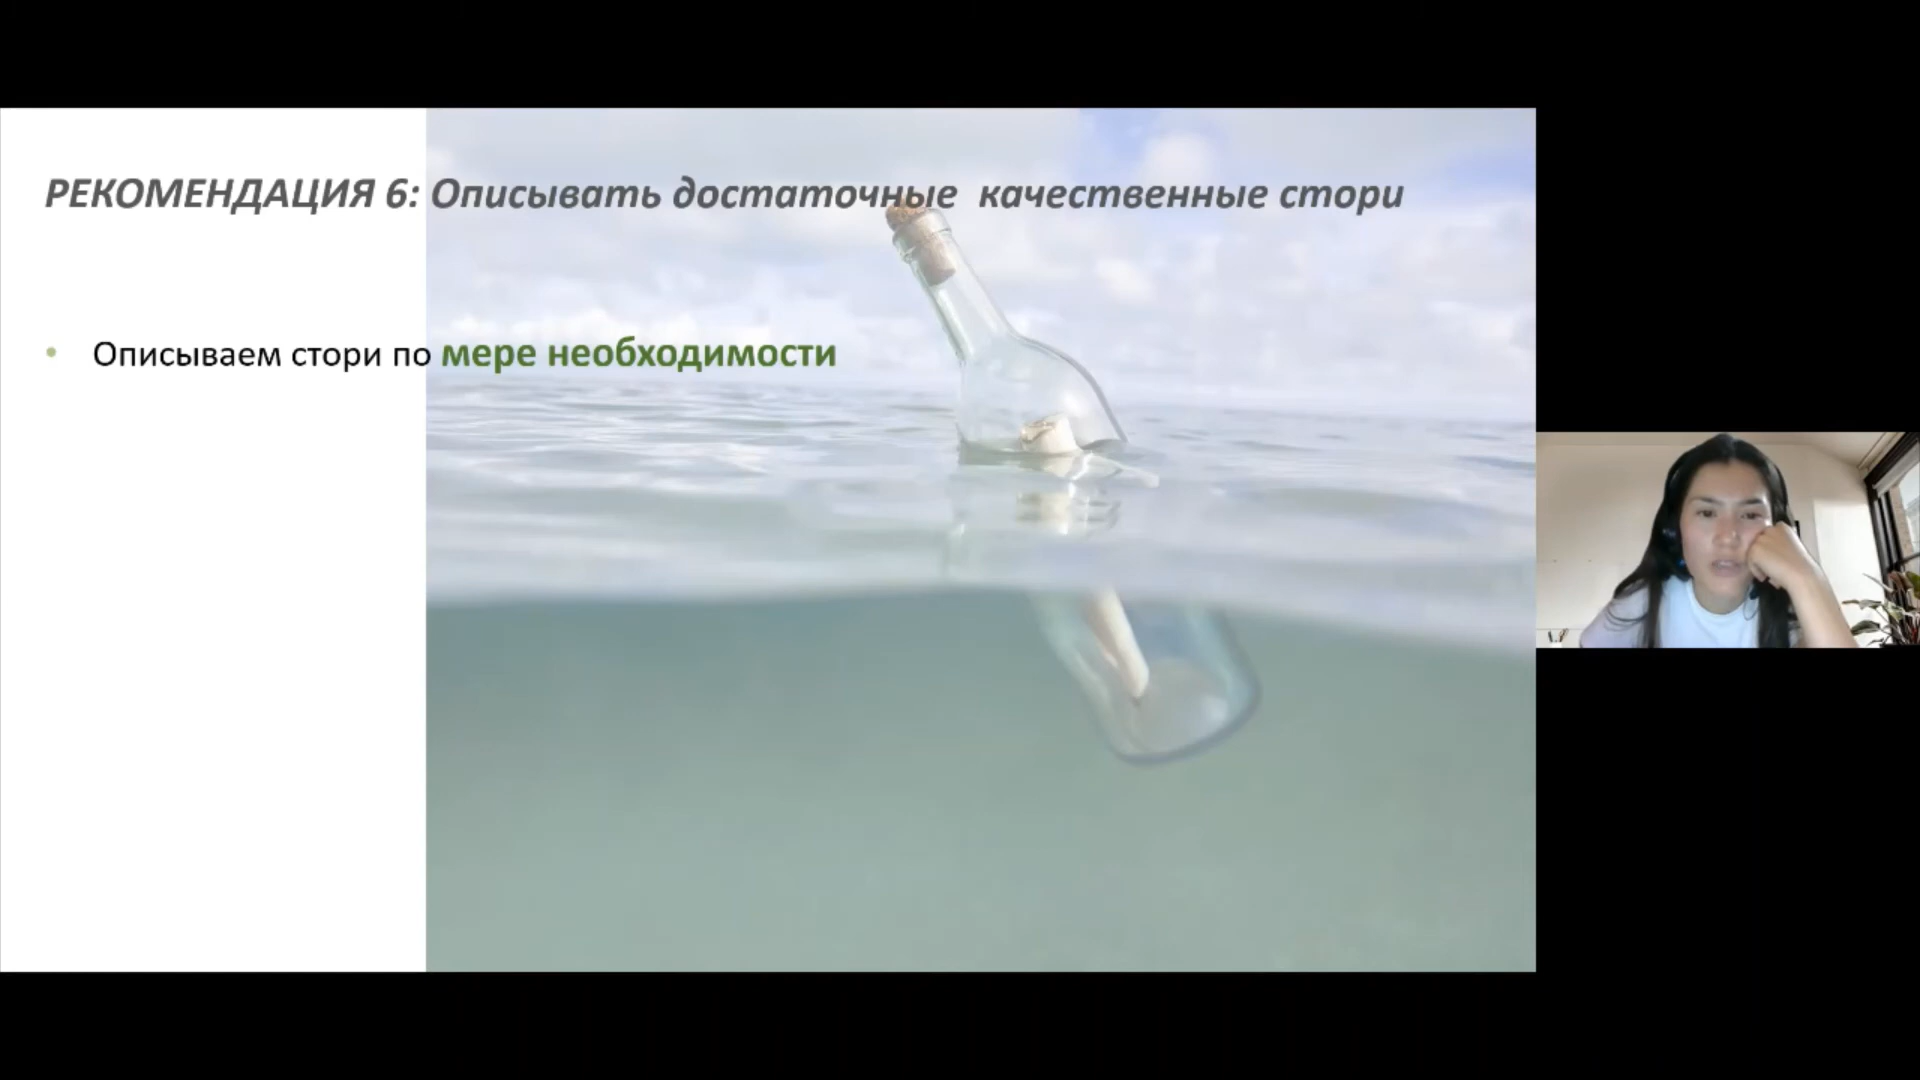 РЕКОМЕНДАЦИЯ 6: Описывать достаточные качественные стори
• Описываем стори по мере необходимости